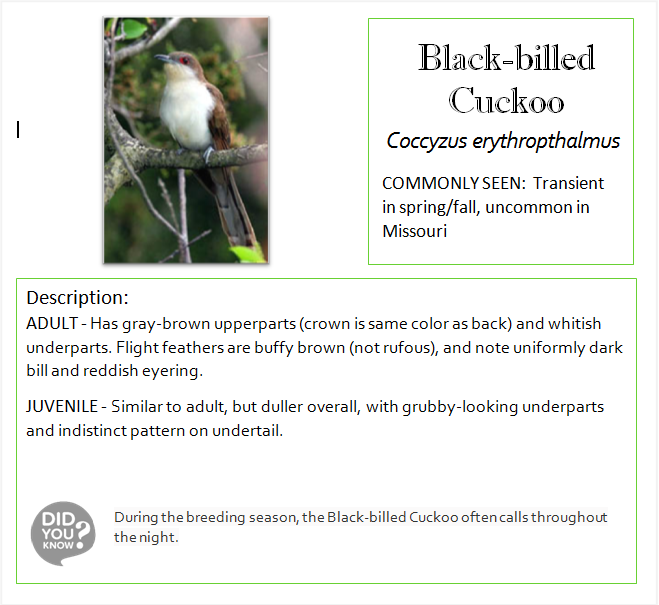 Black-billed
Cuckoo
Coccyzus erythropthalmus
COMMONLY SEEN: Transient
in spring/fall, uncommon in
Missouri
Description:
ADULT - Has gray-brown upperparts (crown is same color as back) and whitish
underparts. Flight feathers are buffy brown (not rufous), and note uniformly dark
bill and reddish eyering.
JUVENILE - Similar to adult, but duller overall, with grubby-looking underparts
and indistinct pattern on undertail.
DID
YOU
KNOW?
During the breeding season, the Black-billed Cuckoo often calls throughout
the night.